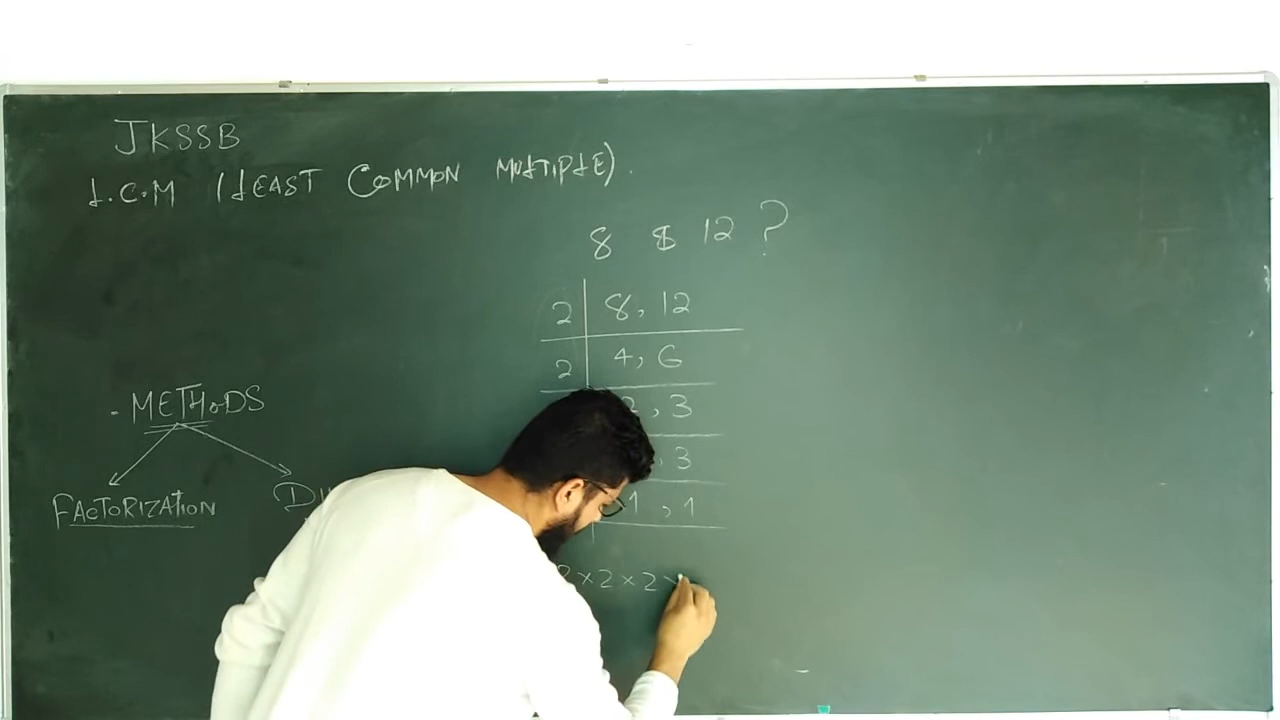 JKSSB
L.C.M (LEAST COMMON MULTIPLE).
8 & 12 ?
2 8, 12
2 4, 6
2, 3
, 3
1, 1
2 × 2 × 2 ×
. METHODS
FACTORIZATION